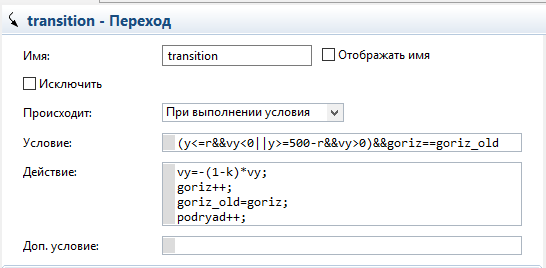 transition - Переход
Имя: transition Отображать имя
Исключить
Происходит: При выполнении условия
Условие: (y<=r&&vy<0||y>=500-r&&vy>0)&&goriz==goriz_old
Действие: vy=-(1-k)*vy;
goriz++;
goriz_old=goriz;
podryad++;
Доп. условие: